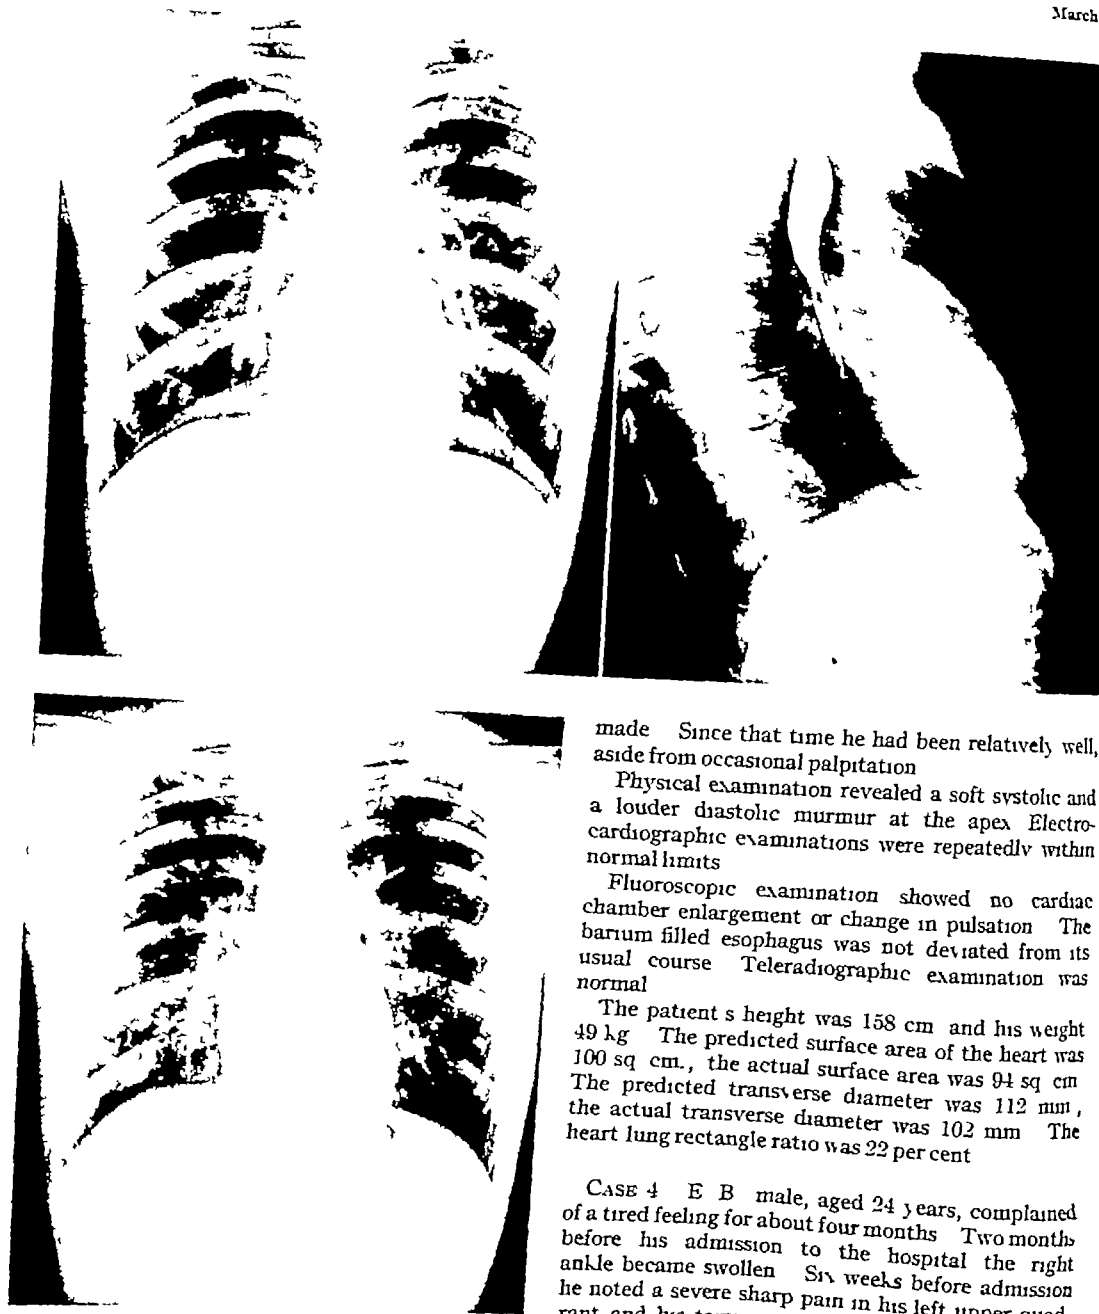 March
made Since that time he had been relatively well,
aside from occasional palpitation
Physical examination revealed a soft systolic and
a louder diastolic murmur at the apex Electro-
cardiographic examinations were repeatedly within
normal limits
Fluoroscopic examination showed no cardiac
chamber enlargement or change in pulsation The
barium filled esophagus was not deviated from its
usual course Teleradiographic examination was
normal
The patient s height was 158 cm and his weight
49 kg The predicted surface area of the heart was
100 sq cm., the actual surface area was 94 sq cm
The predicted transverse diameter was 112 mm,
the actual transverse diameter was 102 mm The
heart lung rectangle ratio was 22 per cent
CASE 4 E B male, aged 24 years, complained
of a tired feeling for about four months Two months
before his admission to the hospital the right
ankle became swollen Six weeks before admission
he noted a severe sharp pain in his left upper quad-
rant and his